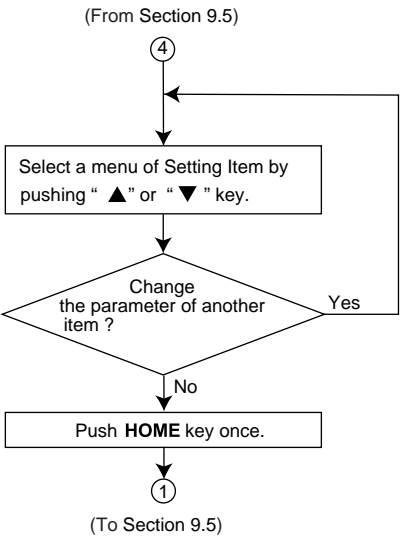 (From Section 9.5)
4
Select a menu of Setting Item by
pushing “ ▲” or “ ▼ ” key.
Change
the parameter of another
item ?
Yes
No
Push HOME key once.
1
(To Section 9.5)